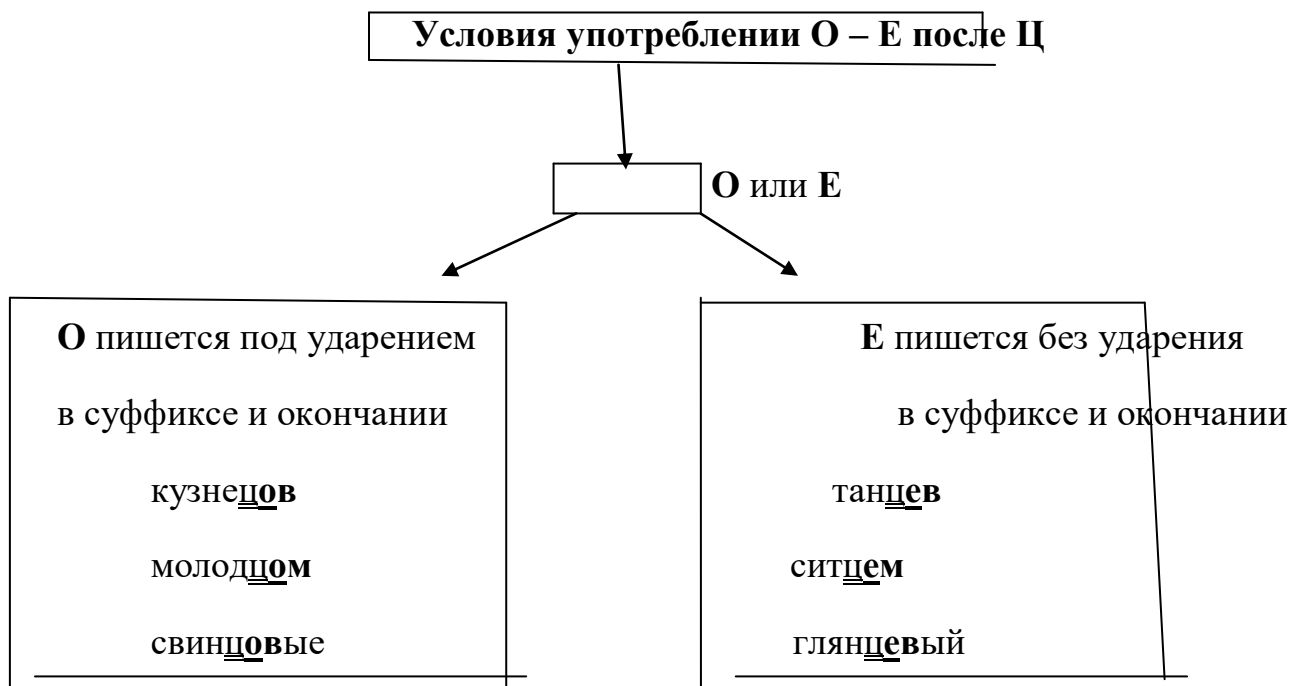 Условия употреблении О – Е после Ц
О или Е
О пишется под ударением
в суффиксе и окончании
кузнецов
молодцом
свинцовые
Е пишется без ударения
в суффиксе и окончании
танцев
ситцем
глянцевый